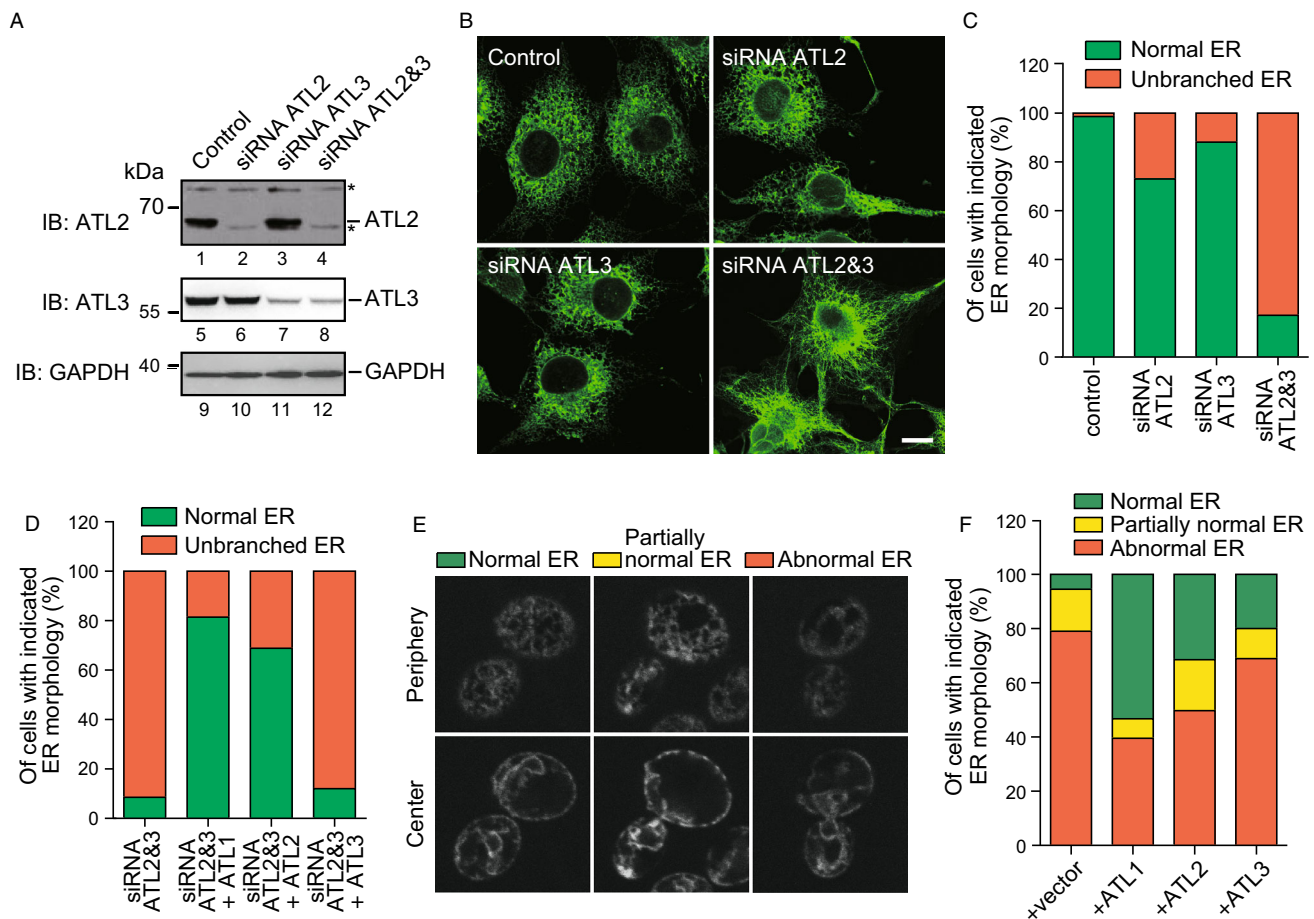 A
Control
siRNA ATL2
siRNA ATL3
siRNA ATL2&3
kDa
70
IB: ATL2
*
ATL2
*
1 2 3 4
IB: ATL3
55
ATL3
5 6 7 8
40
IB: GAPDH
GAPDH
9 10 11 12
B
Control
siRNA ATL2
siRNA ATL3
siRNA ATL2&3
C
Normal ER
Unbranched ER
Of cells with indicated
ER morphology (%)
120
100
80
60
40
20
0
control
siRNA
ATL2
siRNA
ATL3
siRNA
ATL2&3
D
Normal ER
Unbranched ER
Of cells with indicated
ER morphology (%)
120
100
80
60
40
20
0
siRNA
ATL2&3
siRNA
ATL2&3
+ ATL1
siRNA
ATL2&3
+ ATL2
siRNA
ATL2&3
+ ATL3
E
Partially
Normal ER normal ER Abnormal ER
Periphery
Center
F
Normal ER
Partially normal ER
Abnormal ER
Of cells with indicated
ER morphology (%)
120
100
80
60
40
20
0
+vector
+ATL1
+ATL2
+ATL3